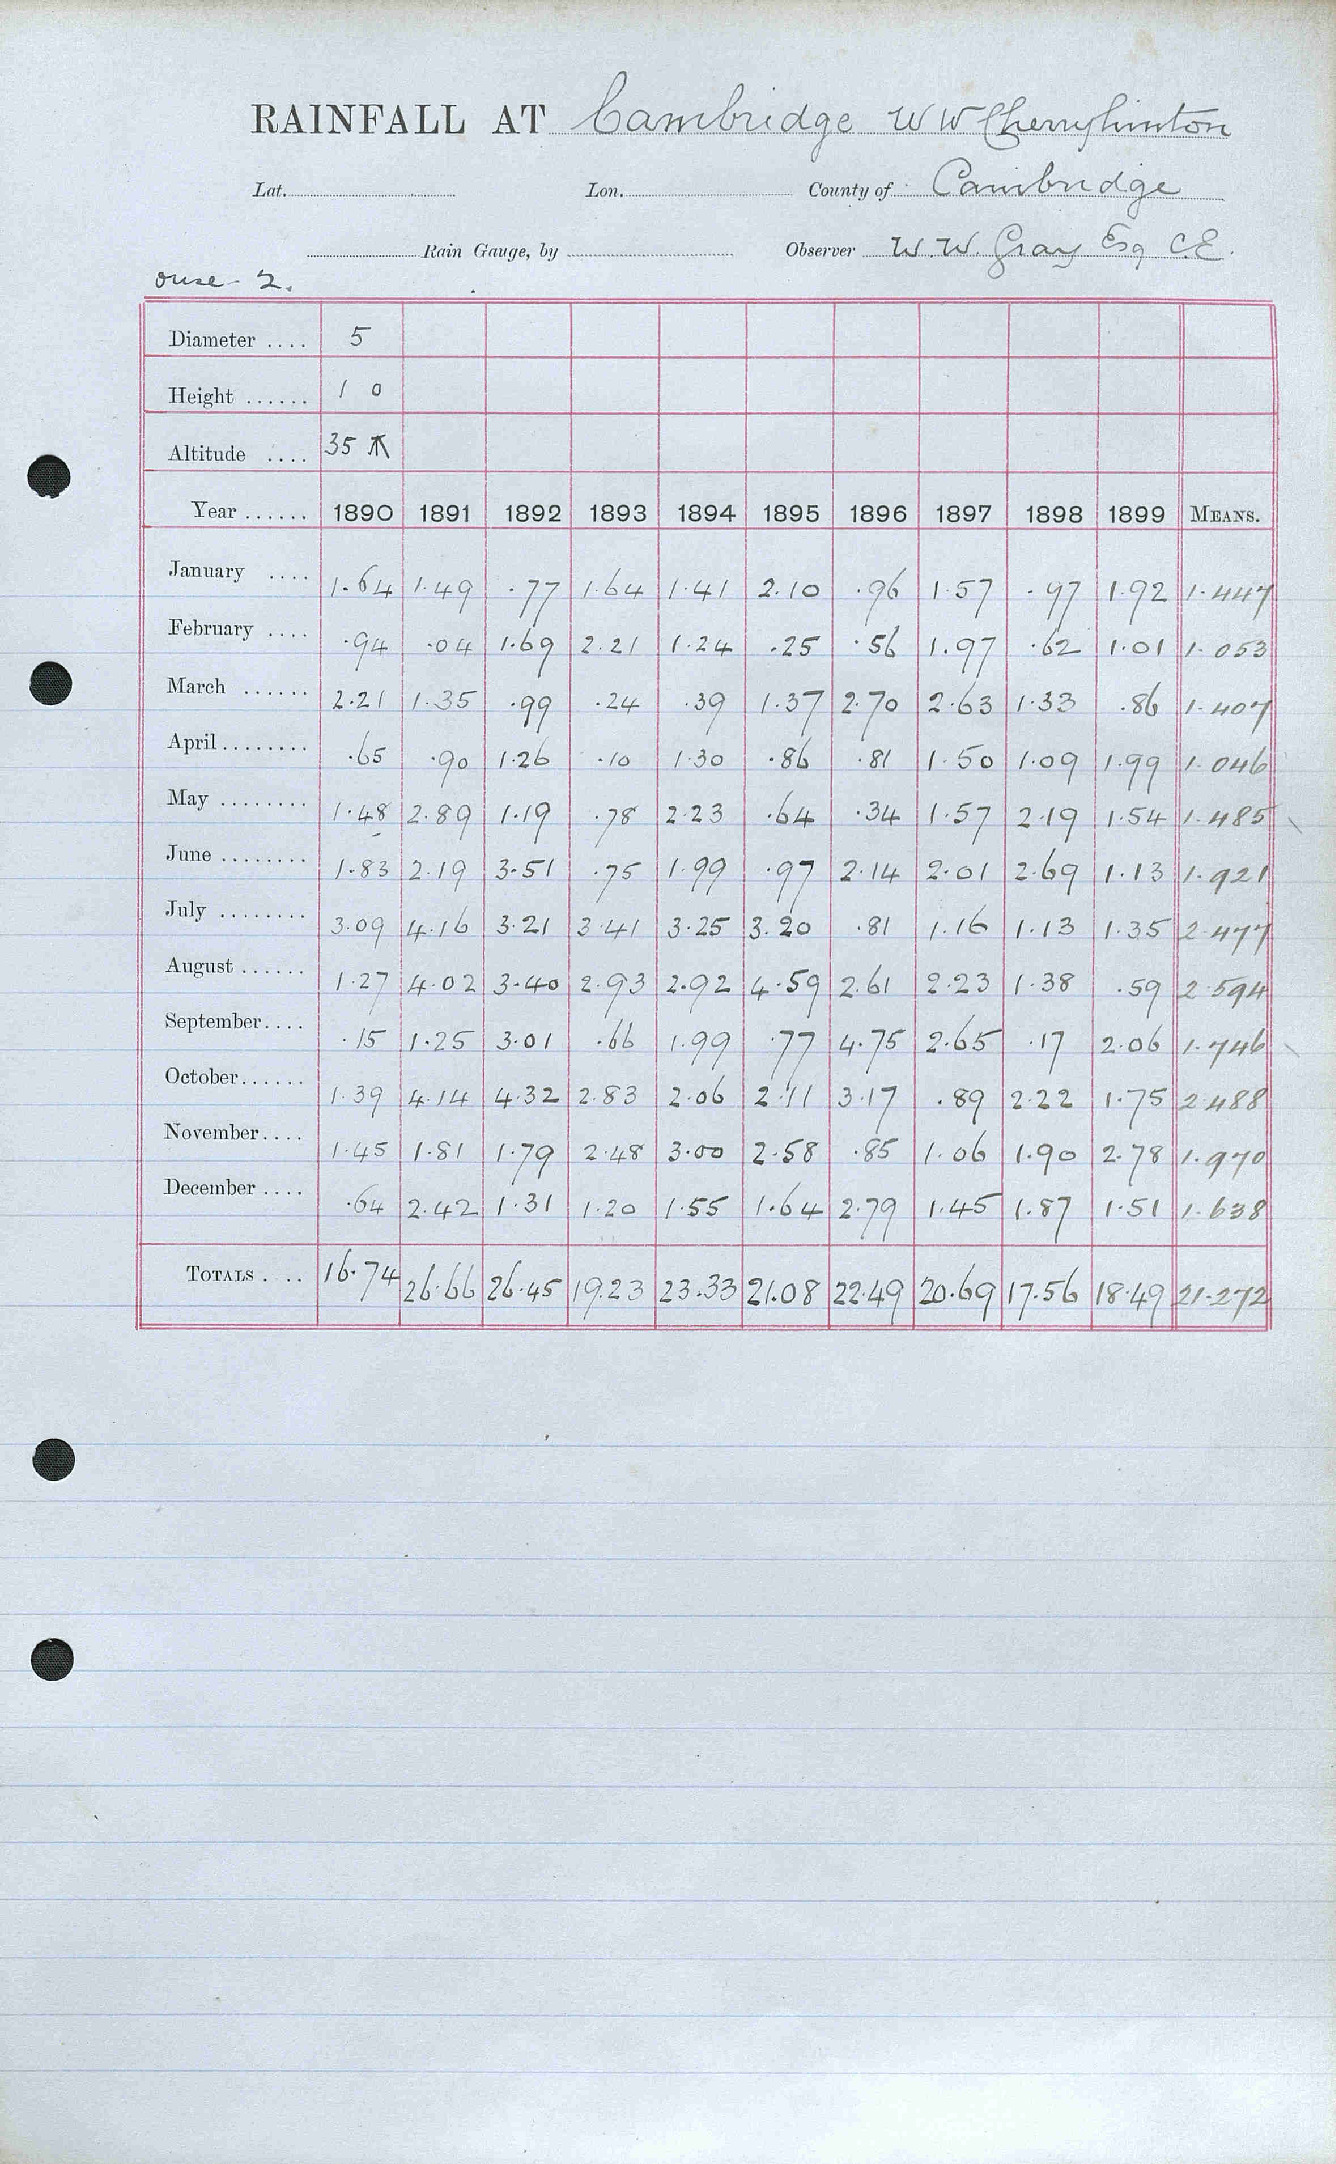 RAINFALL AT Cambridge W W Cherryhinton
Lat. Lon. County of Cambridge
Rain Gauge, by Observer W. W. Gray Esq C.E.
Ouse - 2.
Diameter .... 5
Height ...... 1 0
Altitude .... 35
Year ...... 1890 1891 1892 1893 1894 1895 1896 1897 1898 1899 MEANS.
January .... 1.64 1.49 .77 1.64 1.41 2.10 .96 1.57 .97 1.92 1.447
February .... .94 .04 1.69 2.21 1.24 .25 .56 1.97 .62 1.01 1.053
March ...... 2.21 1.35 .99 .24 .39 1.37 2.70 2.63 1.33 .86 1.407
April ........ .65 .90 1.26 .10 1.30 .86 .81 1.50 1.09 1.99 1.046
May ........ 1.48 2.89 1.19 .78 2.23 .64 .34 1.57 2.19 1.54 1.485
June ........ 1.83 2.19 3.51 .75 1.99 .97 2.14 2.01 2.69 1.13 1.921
July ........ 3.09 4.16 3.21 3.41 3.25 3.20 .81 1.16 1.13 1.35 2.477
August ...... 1.27 4.02 3.40 2.93 2.92 4.59 2.61 2.23 1.38 .59 2.594
September .... .15 1.25 3.01 .66 1.99 .77 4.75 2.65 .17 2.06 1.746
October ...... 1.39 4.14 4.32 2.83 2.06 2.11 3.17 .89 2.22 1.75 2.488
November .... 1.45 1.81 1.79 2.48 3.00 2.58 .85 1.06 1.90 2.78 1.970
December .... .64 2.42 1.31 1.20 1.55 1.64 2.79 1.45 1.87 1.51 1.638
TOTALS .... 16.74 26.66 26.45 19.23 23.33 21.08 22.49 20.69 17.56 18.49 21.272